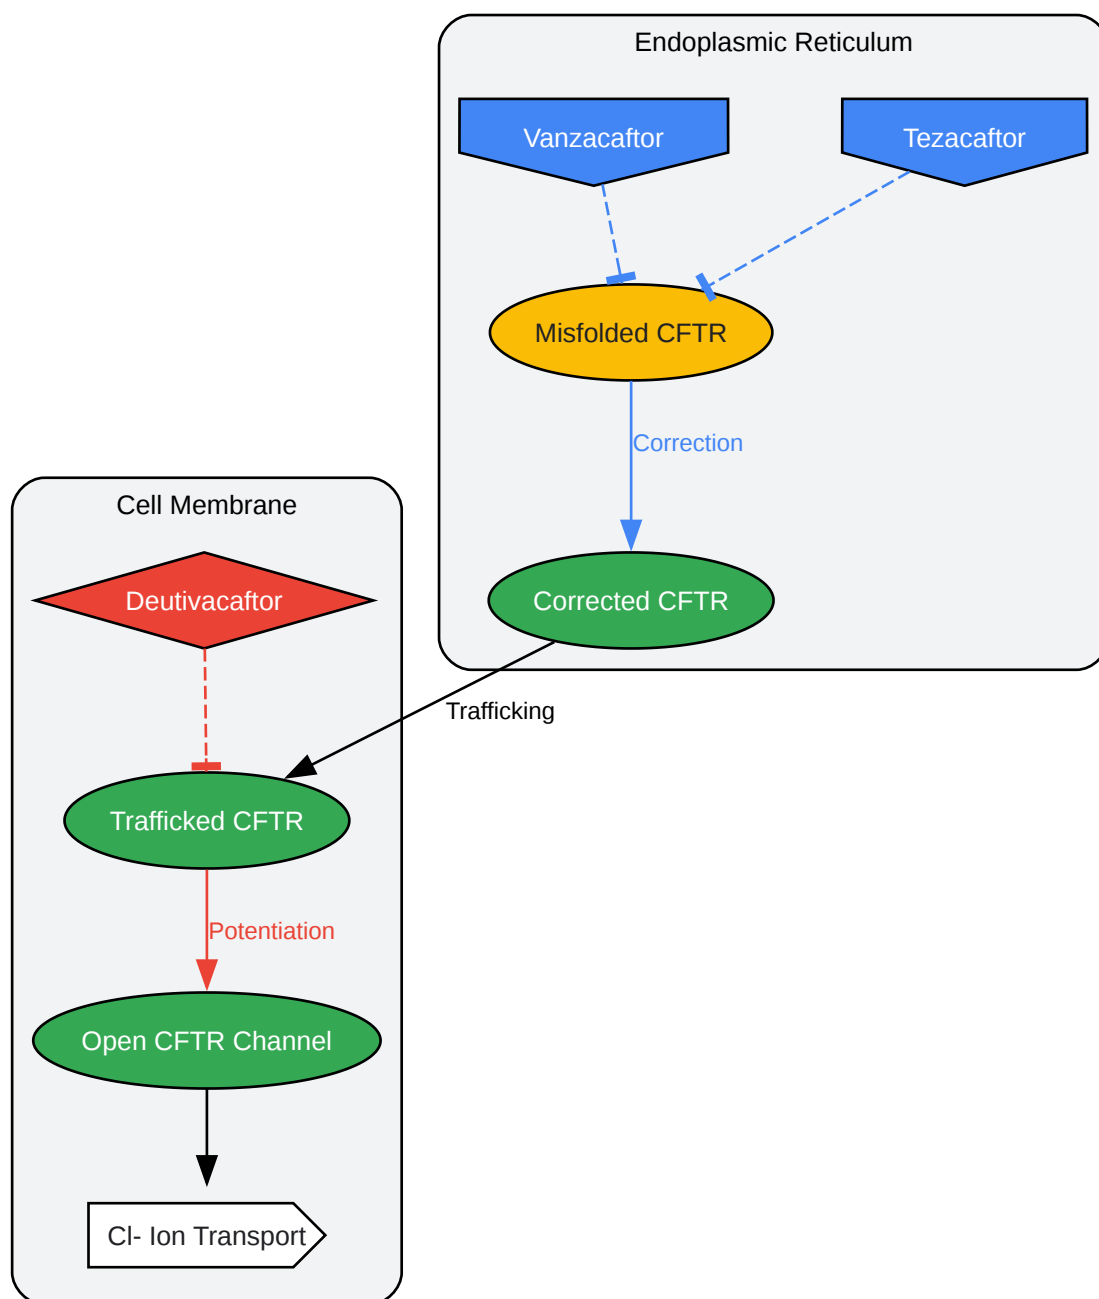 Endoplasmic Reticulum
Vanzacaftor
Tezacaftor
Misfolded CFTR
Correction
Corrected CFTR
Trafficking
Cell Membrane
Deutivacaftor
Trafficked CFTR
Potentiation
Open CFTR Channel
Cl- Ion Transport